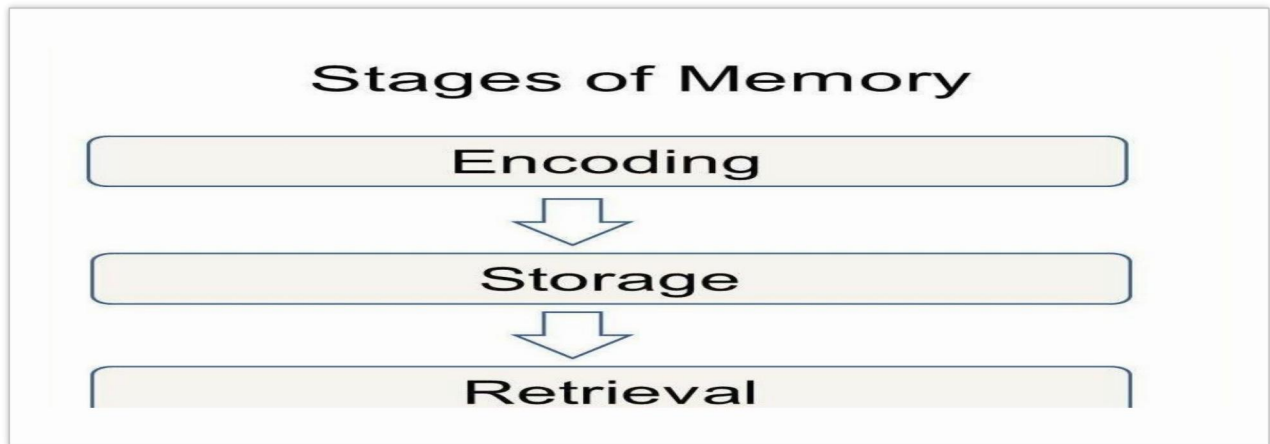 Stages of Memory
Encoding
Storage
Retrieval